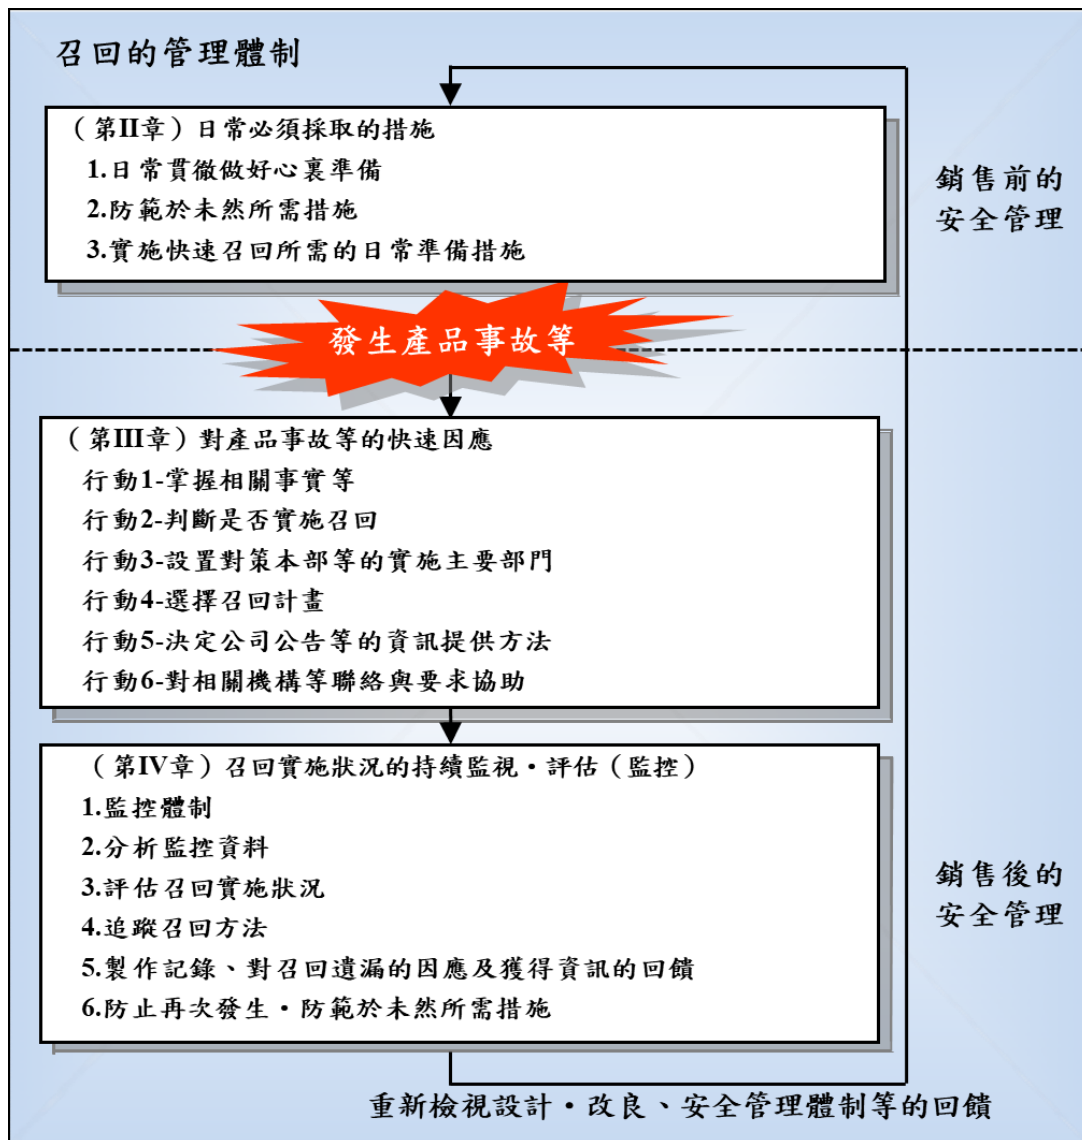 召回的管理體制
（第II章）日常必須採取的措施
1.日常貫徹做好心裏準備
2.防範於未然所需措施
3.實施快速召回所需的日常準備措施
銷售前的
安全管理
發生產品事故等
（第III章）對產品事故等的快速因應
行動1-掌握相關事實等
行動2-判斷是否實施召回
行動3-設置對策本部等的實施主要部門
行動4-選擇召回計畫
行動5-決定公司公告等的資訊提供方法
行動6-對相關機構等聯絡與要求協助
（第IV章）召回實施狀況的持續監視・評估（監控）
1.監控體制
2.分析監控資料
3.評估召回實施狀況
4.追蹤召回方法
5.製作記錄、對召回遺漏的因應及獲得資訊的回饋
6.防止再次發生・防範於未然所需措施
銷售後的
安全管理
重新檢視設計・改良、安全管理體制等的回饋